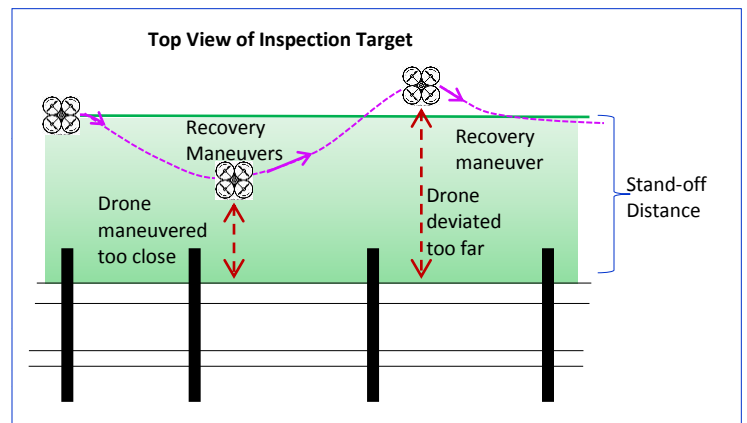 Top View of Inspection Target
Recovery
Maneuvers
Recovery
maneuver
Drone
maneuvered
too close
Drone
deviated
too far
Stand-off
Distance